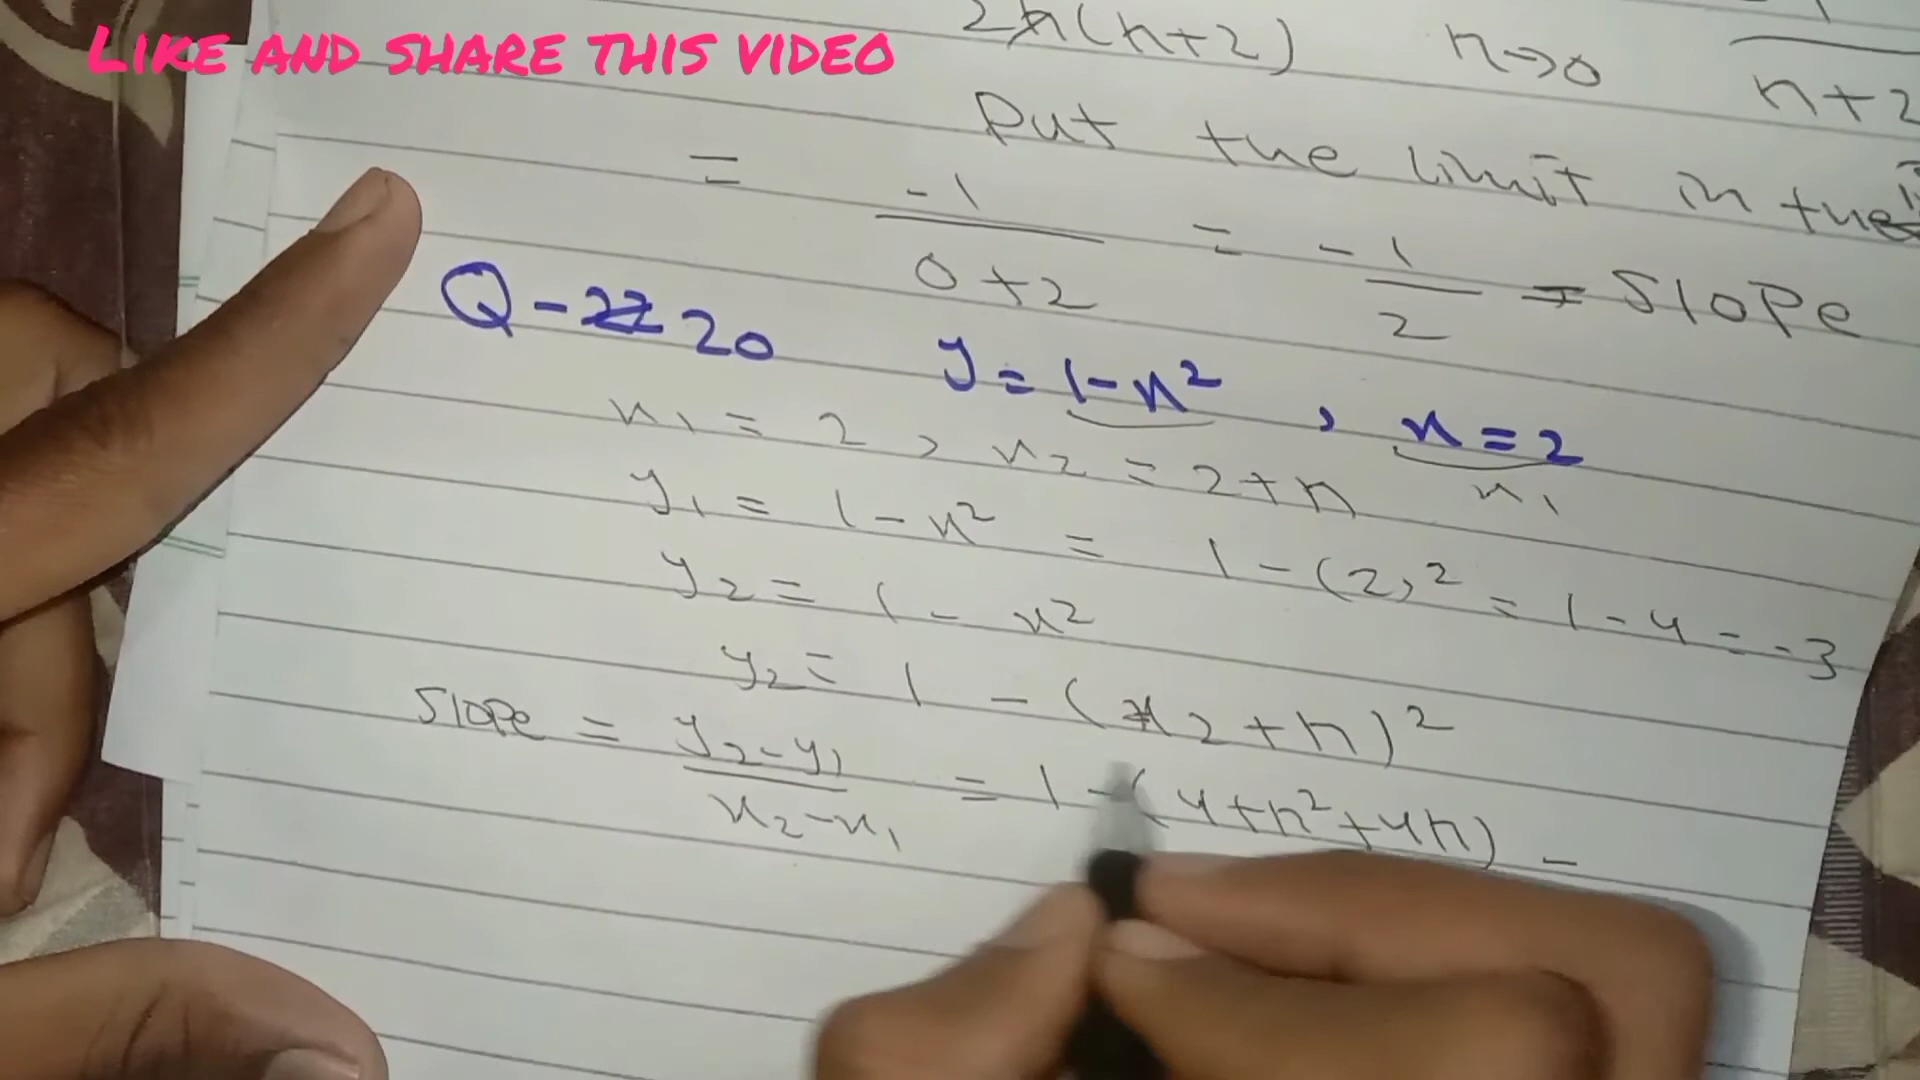 LIKE AND SHARE THIS VIDEO
2h(h+2) h→0 h+2
Put the limit in the
= -1/0+2 = -1/2 = Slope
Q-20 y = 1-x², x=2
x₁ = 2, x₂ = 2+h x₁
y₁ = 1-x² = 1-(2)² = 1-4 = -3
y₂ = 1-x²
y₂ = 1-(2+h)²
Slope = y₂-y₁/x₂-x₁ = 1-(4+h²+4h) -